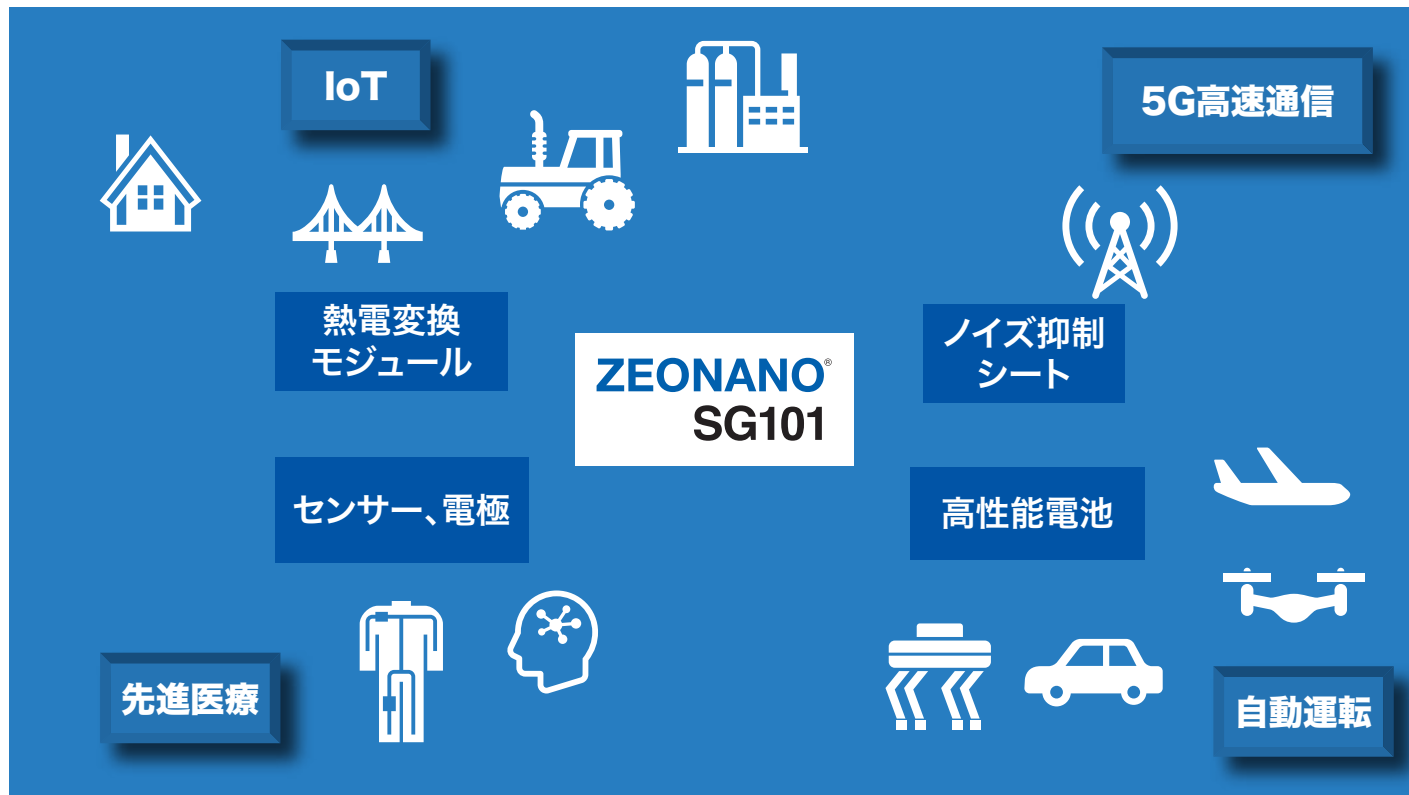 IoT
5G高速通信
熱電変換
モジュール
ZEONANO®
SG101
ノイズ抑制
シート
センサー、電極
高性能電池
先進医療
自動運転